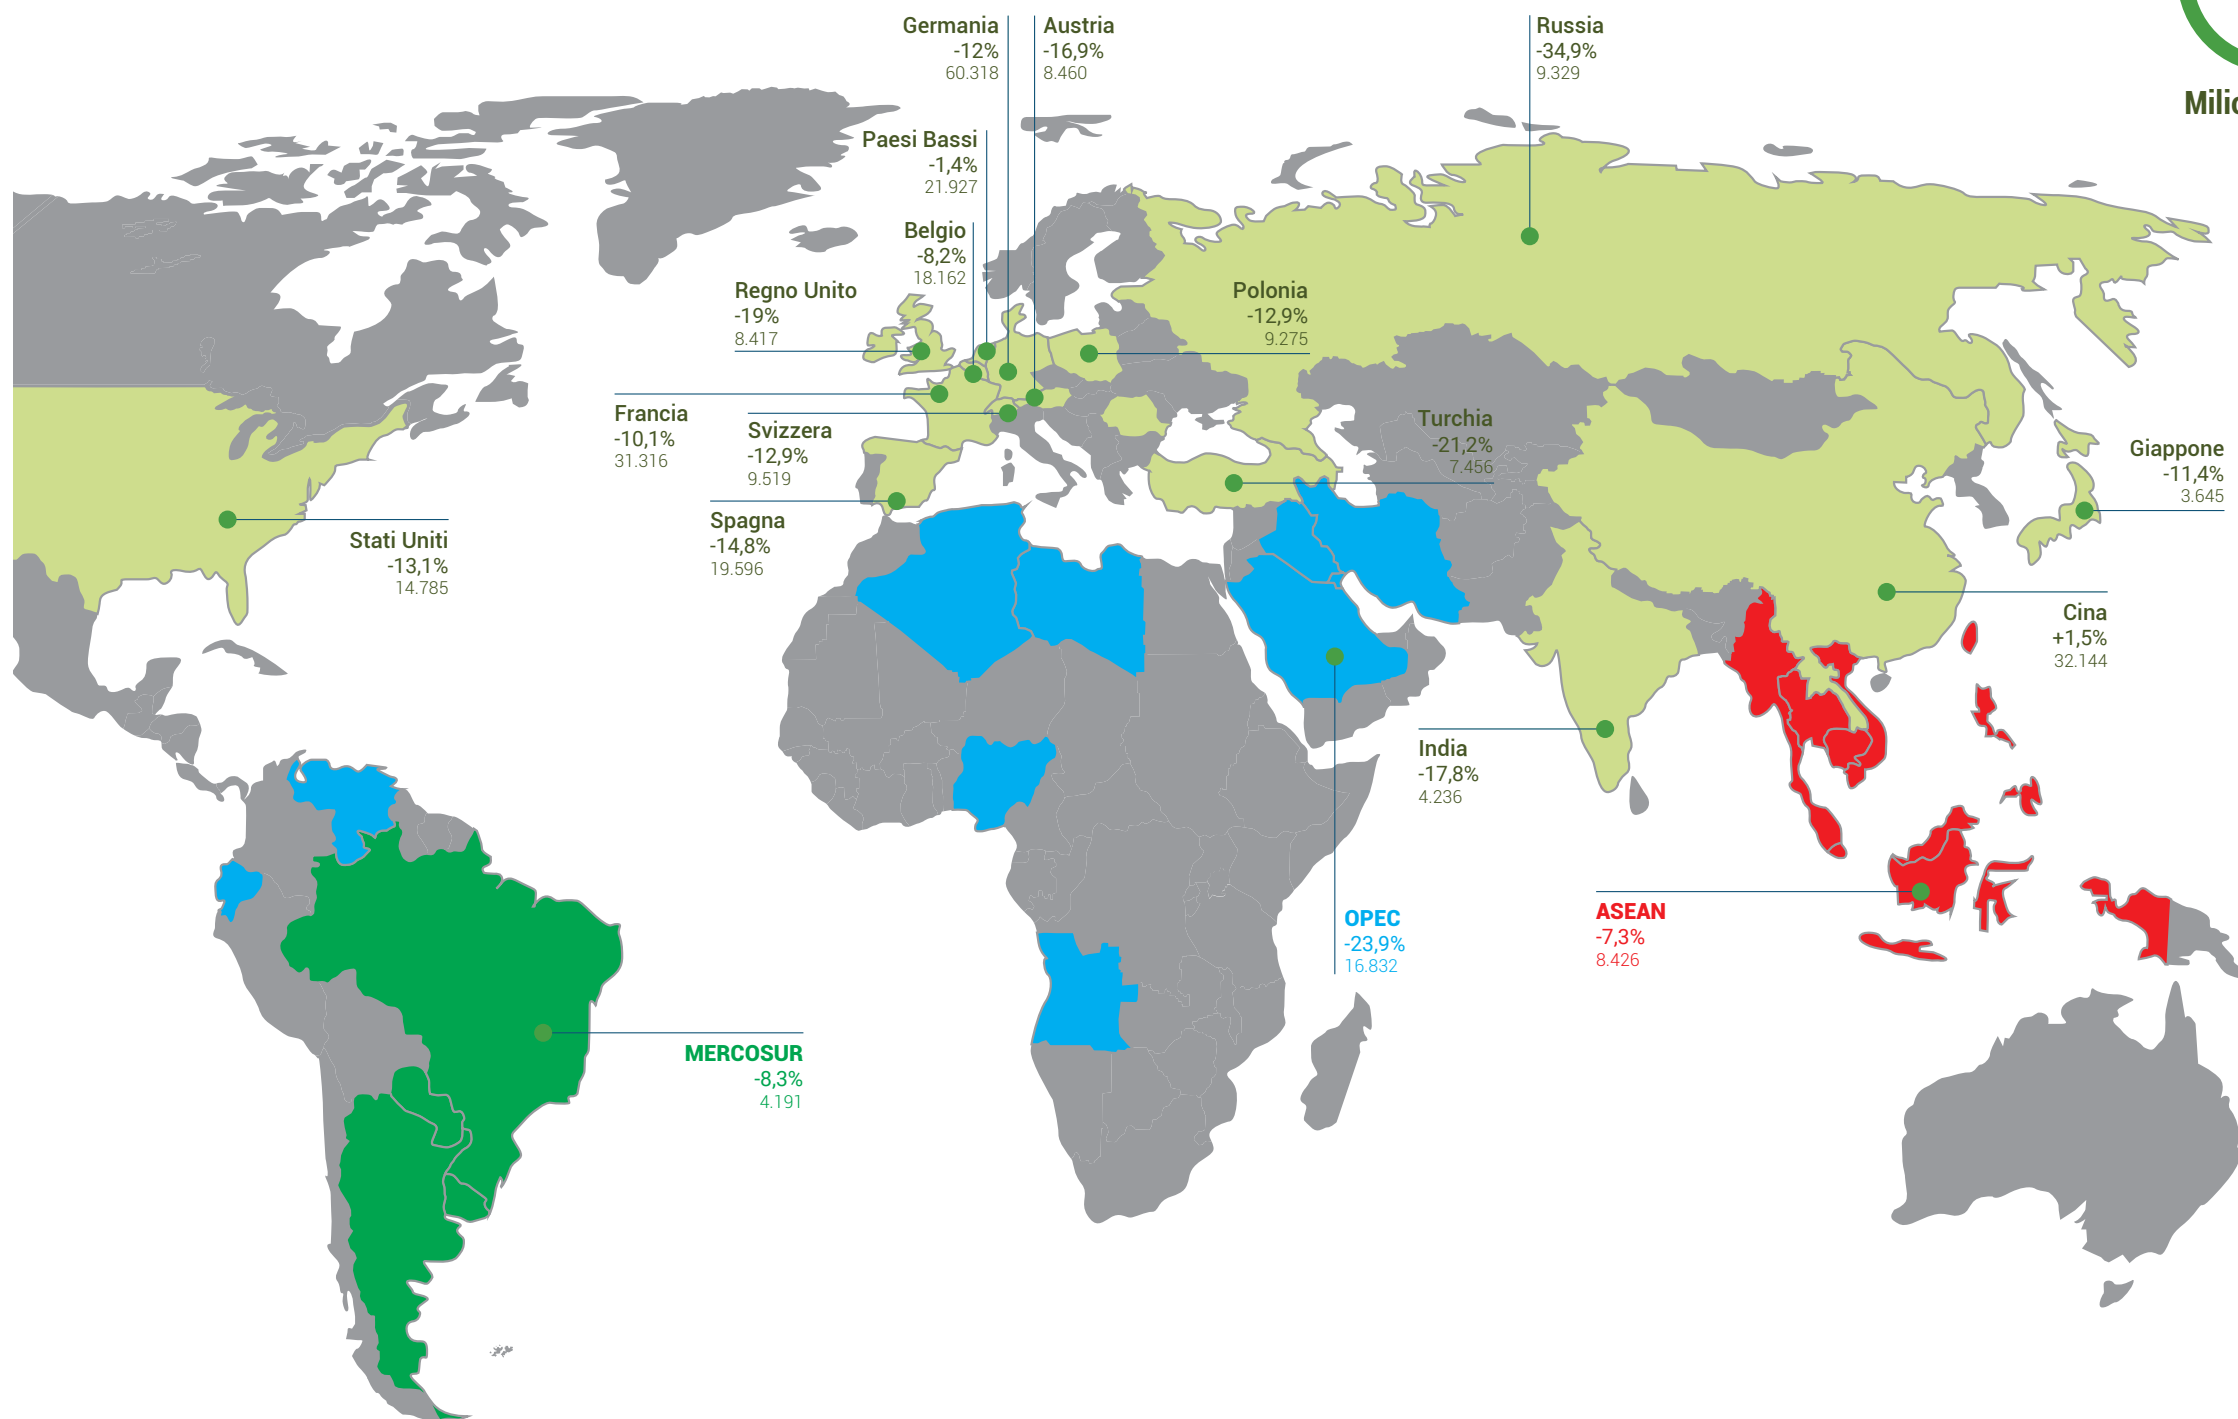 Germania
-12%
60.318
Austria
-16,9%
8.460
Russia
-34,9%
9.329
Paesi Bassi
-1,4%
21.927
Belgio
-8,2%
18.162
Regno Unito
-19%
8.417
Polonia
-12,9%
9.275
Francia
-10,1%
31.316
Svizzera
-12,9%
9.519
Turchia
-21,2%
7.456
Giappone
-11,4%
3.645
Spagna
-14,8%
19.596
Stati Uniti
-13,1%
14.785
Cina
+1,5%
32.144
India
-17,8%
4.236
OPEC
-23,9%
16.832
ASEAN
-7,3%
8.426
MERCOSUR
-8,3%
4.191